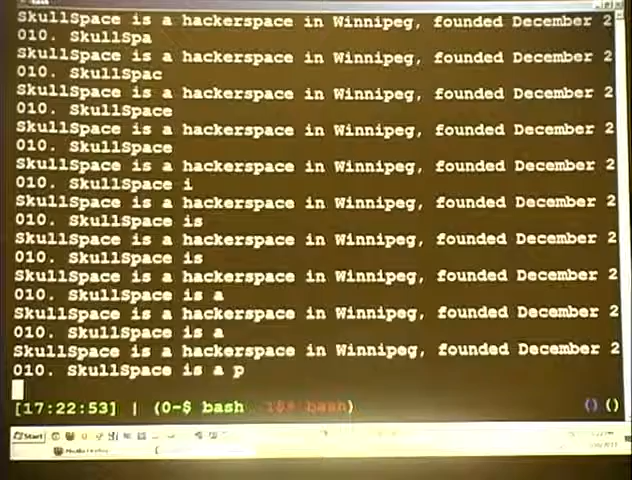 SkullSpace is a hackerspace in Winnipeg, founded December 2
010. SkullSpa
SkullSpace is a hackerspace in Winnipeg, founded December 2
010. SkullSpac
SkullSpace is a hackerspace in Winnipeg, founded December 2
010. SkullSpace
SkullSpace is a hackerspace in Winnipeg, founded December 2
010. SkullSpace
SkullSpace is a hackerspace in Winnipeg, founded December 2
010. SkullSpace i
SkullSpace is a hackerspace in Winnipeg, founded December 2
010. SkullSpace is
SkullSpace is a hackerspace in Winnipeg, founded December 2
010. SkullSpace is
SkullSpace is a hackerspace in Winnipeg, founded December 2
010. SkullSpace is a
SkullSpace is a hackerspace in Winnipeg, founded December 2
010. SkullSpace is a
SkullSpace is a hackerspace in Winnipeg, founded December 2
010. SkullSpace is a p
[17:22:53] | (0-$ bash 1$* bash) () ()
Start